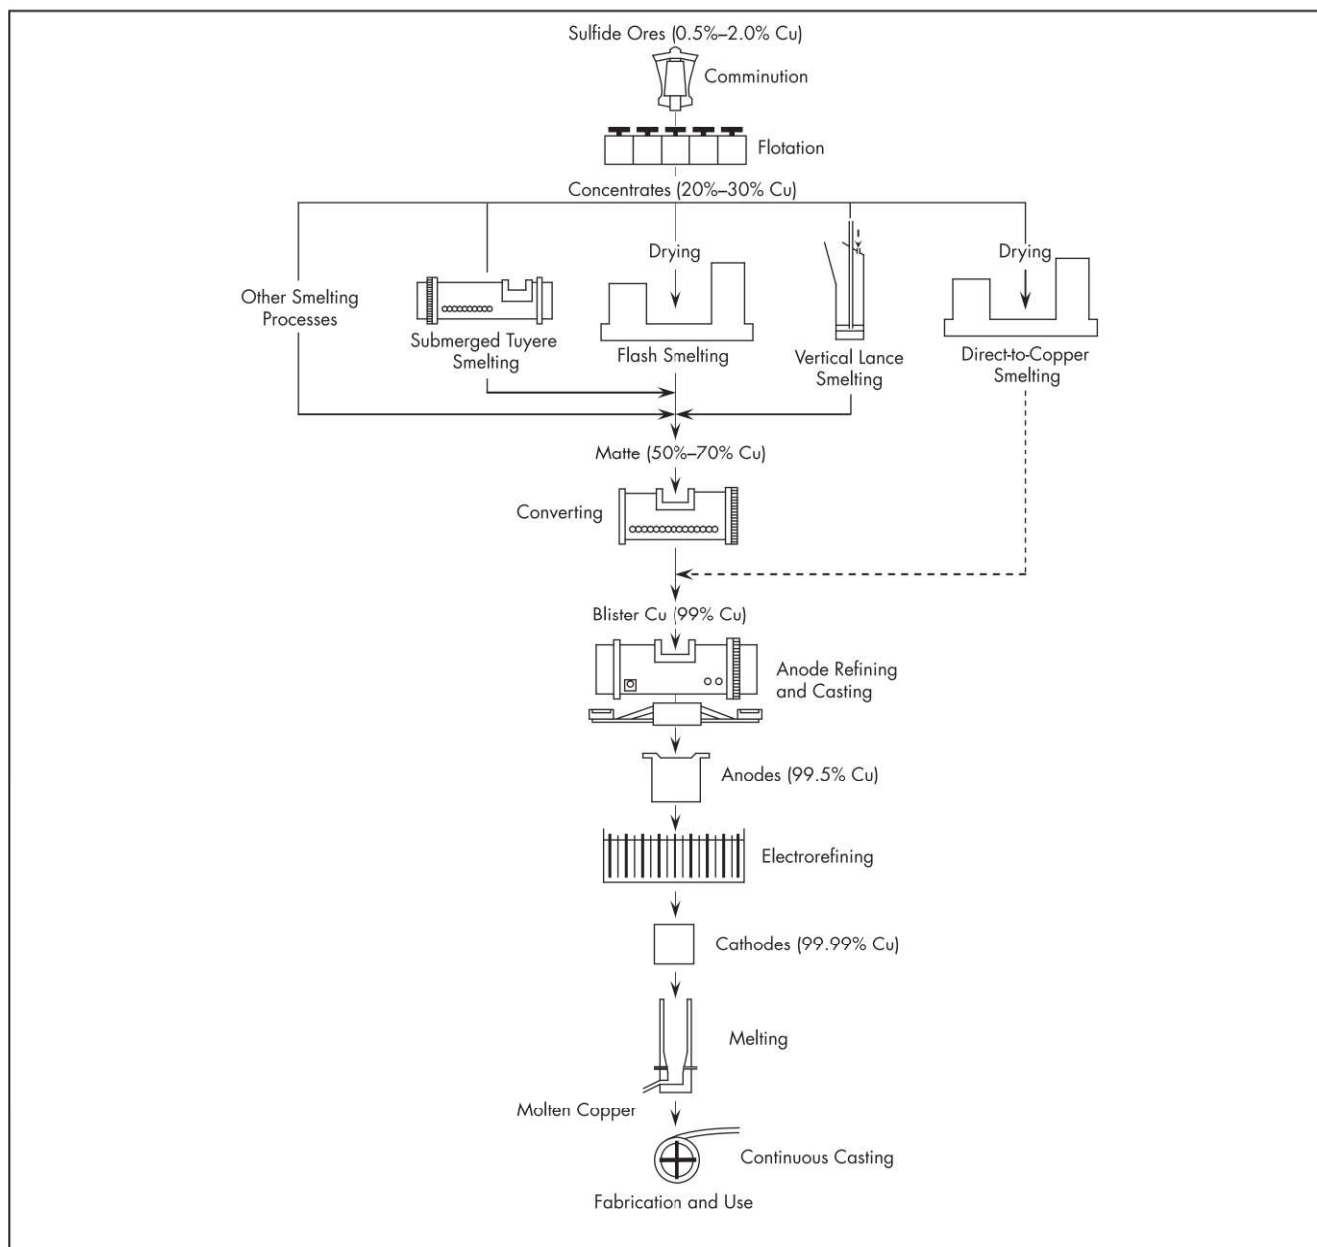 Sulfide Ores (0.5%–2.0% Cu)
Comminution
Flotation
Concentrates (20%–30% Cu)
Drying
Drying
Other Smelting
Processes
Submerged Tuyere
Smelting
Flash Smelting
Vertical Lance
Smelting
Direct-to-Copper
Smelting
Matte (50%–70% Cu)
Converting
Blister Cu (99% Cu)
Anode Refining
and Casting
Anodes (99.5% Cu)
Electrorefining
Cathodes (99.99% Cu)
Melting
Molten Copper
Continuous Casting
Fabrication and Use